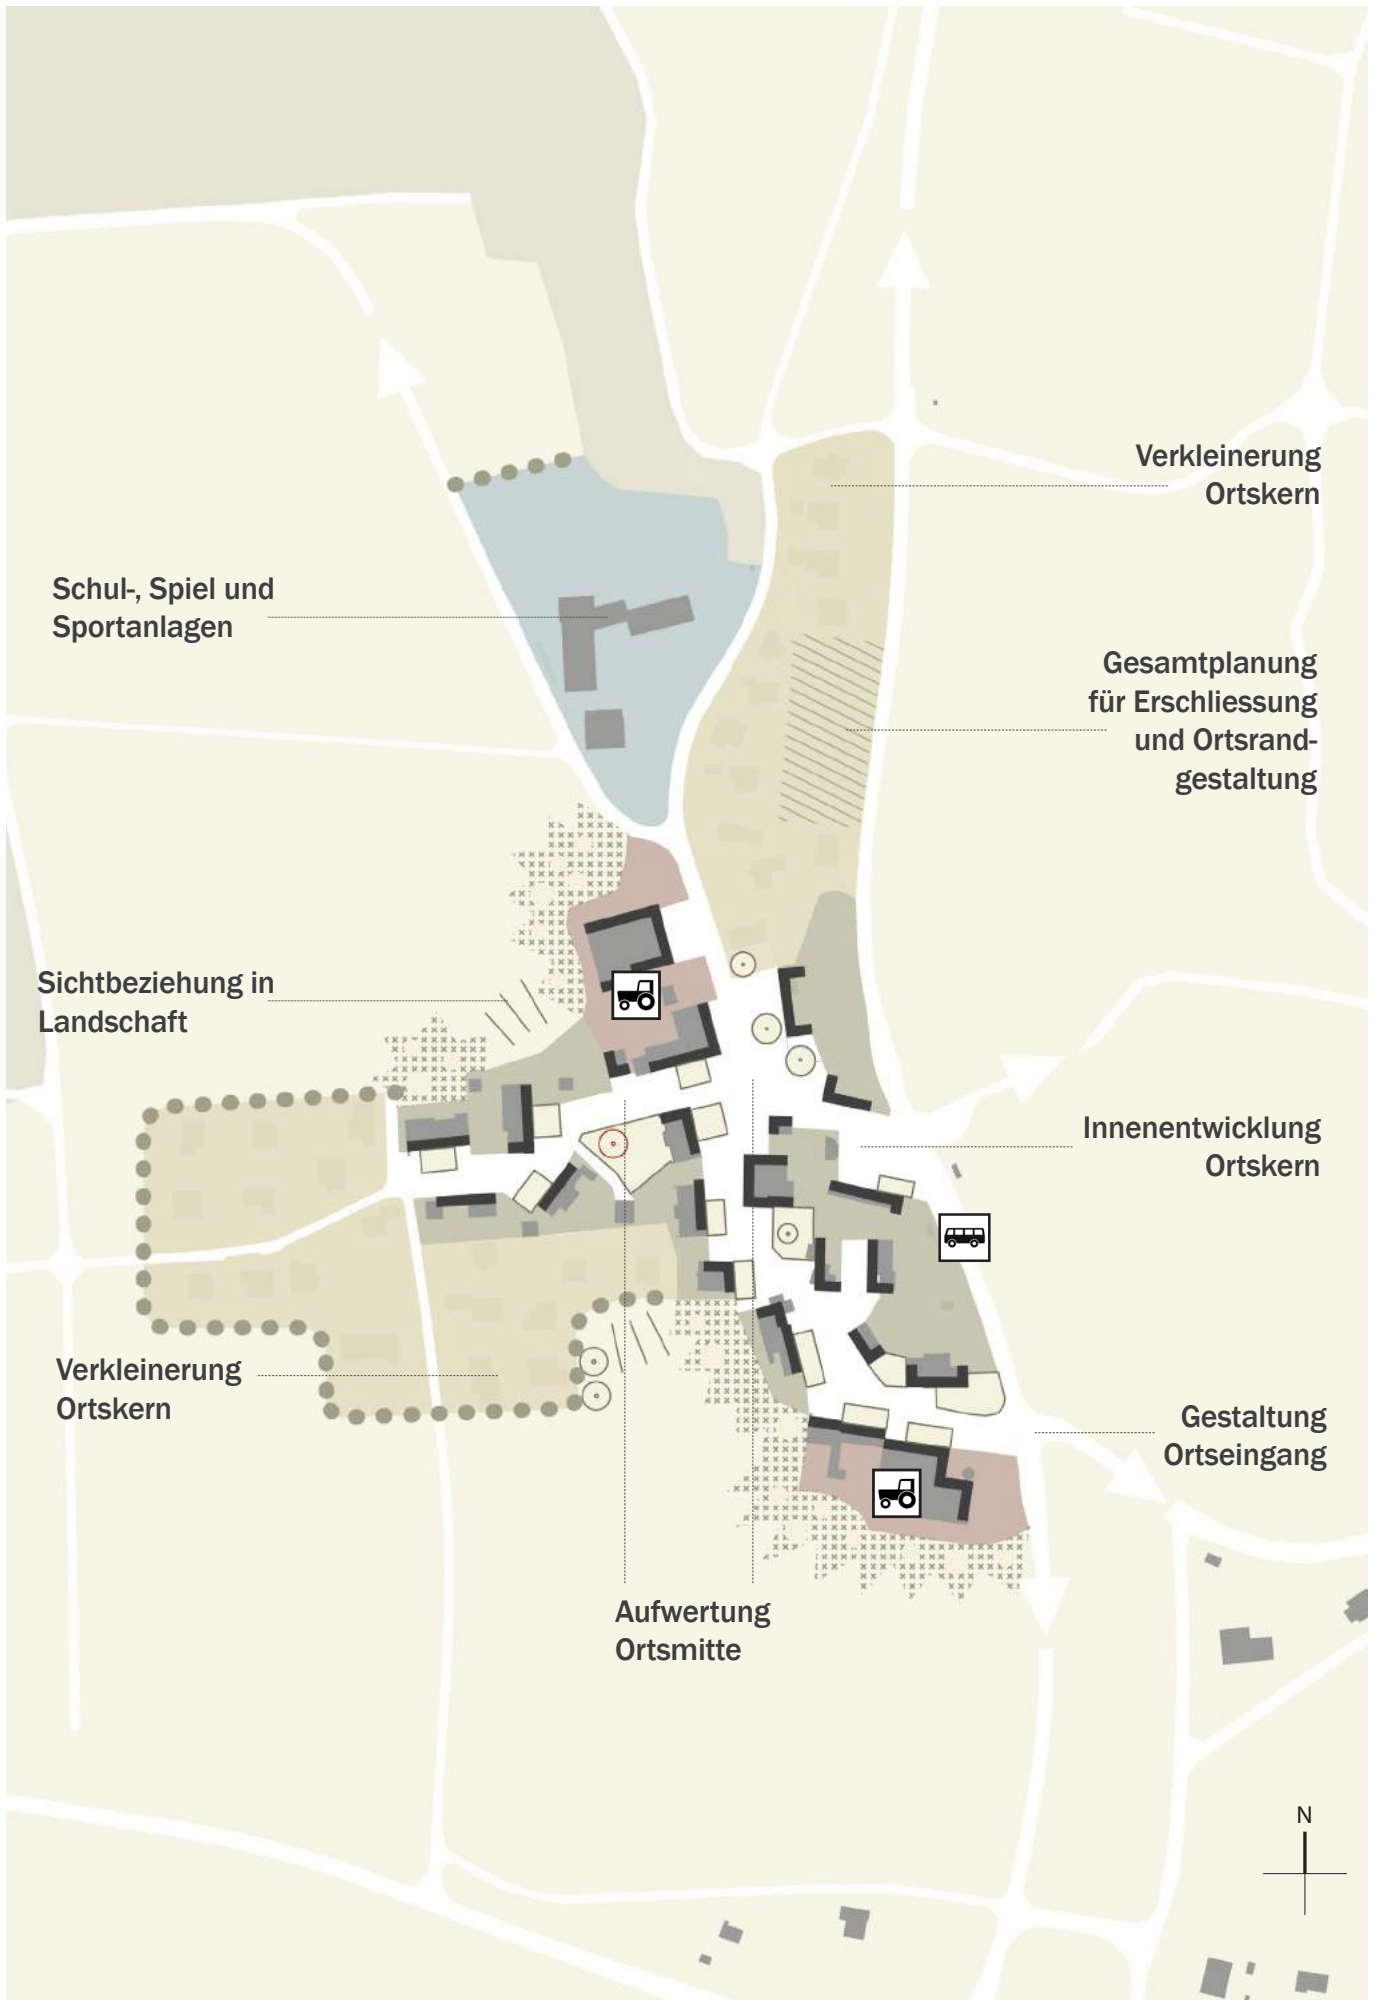 Verkleinerung
Ortskern
Schul-, Spiel und
Sportanlagen
Gesamtplanung
für Erschliessung
und Ortsrand-
gestaltung
Sichtbeziehung in
Landschaft
Innenentwicklung
Ortskern
Verkleinerung
Ortskern
Gestaltung
Ortseingang
Aufwertung
Ortsmitte
N